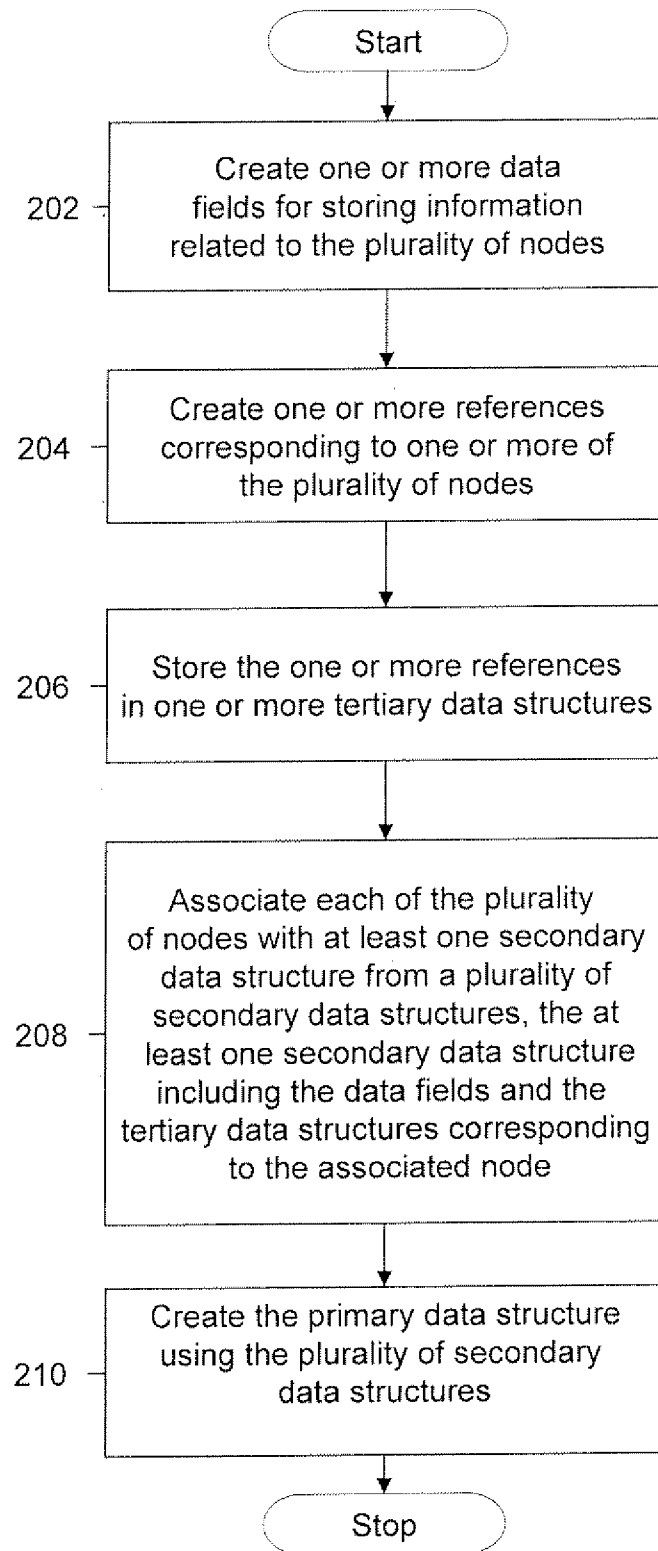 Start
202
Create one or more data
fields for storing information
related to the plurality of nodes
204
Create one or more references
corresponding to one or more of
the plurality of nodes
206
Store the one or more references
in one or more tertiary data structures
208
Associate each of the plurality
of nodes with at least one secondary
data structure from a plurality of
secondary data structures, the at
least one secondary data structure
including the data fields and the
tertiary data structures corresponding
to the associated node
210
Create the primary data structure
using the plurality of secondary
data structures
Stop